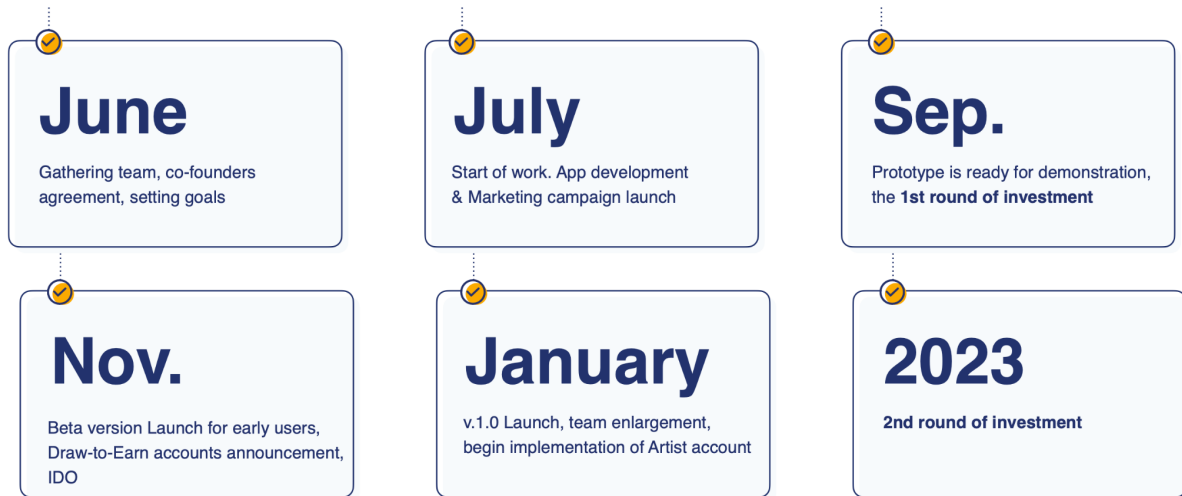 June
Gathering team, co-founders
agreement, setting goals
July
Start of work. App development
& Marketing campaign launch
Sep.
Prototype is ready for demonstration,
the 1st round of investment
Nov.
Beta version Launch for early users,
Draw-to-Earn accounts announcement,
IDO
January
v.1.0 Launch, team enlargement,
begin implementation of Artist account
2023
2nd round of investment